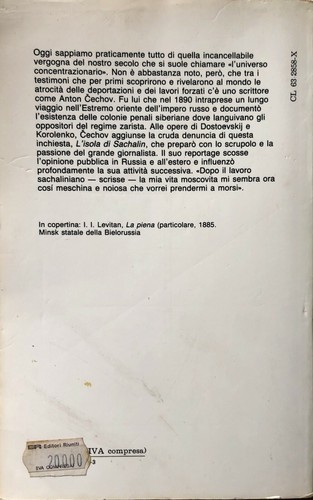 Oggi sappiamo praticamente tutto di quella incancellabile
vergogna del nostro secolo che si suole chiamare «l'universo
concentrazionario». Non è abbastanza noto, però, che tra i
testimoni che per primi scoprirono e rivelarono al mondo le
atrocità delle deportazioni e dei lavori forzati c'è uno scrittore
come Anton Čechov. Fu lui che nel 1890 intraprese un lungo
viaggio nell'Estremo oriente dell'impero russo e documentò
l'esistenza delle colonie penali siberiane dove languivano gli
oppositori del regime zarista. Alle opere di Dostoevskij e
Korolenko, Čechov aggiunse la cruda denuncia di questa
inchiesta, L'isola di Sachalin, che preparò con lo scrupolo e la
passione del grande giornalista. Il suo reportage scosse
l'opinione pubblica in Russia e all'estero e influenzò
profondamente la sua attività successiva. «Dopo il lavoro
sachaliniano — scrisse — la mia vita moscovita mi sembra ora
così meschina e noiosa che vorrei prendermi a morsi».
In copertina: I. I. Levitan, La piena (particolare, 1885.
Minsk statale della Bielorussia
CL 63 2858-X
Editori Riuniti
20000
IVA compresa)
-3